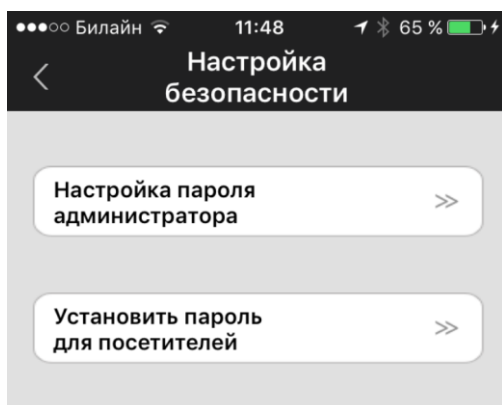 Билайн 11:48 65 %
Настройка
безопасности
Настройка пароля
администратора
Установить пароль
для посетителей